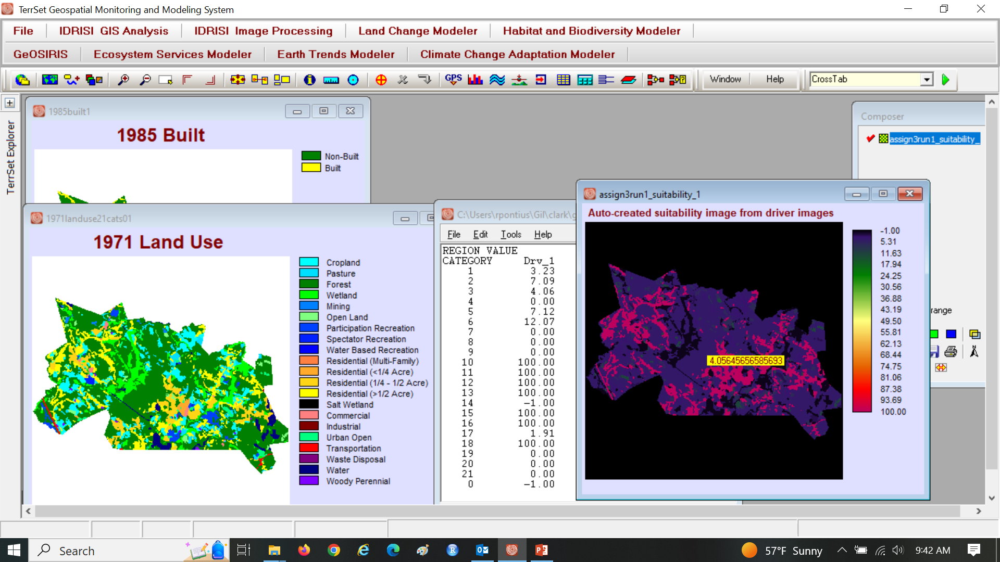 TerrSet Geospatial Monitoring and Modeling System
File IDRISI GIS Analysis IDRISI Image Processing Land Change Modeler Habitat and Biodiversity Modeler
GeOSIRIS Ecosystem Services Modeler Earth Trends Modeler Climate Change Adaptation Modeler
GPS Window Help CrossTab
TerrSet Explorer
1985built1
1985 Built
Non-Built
Built
1971landuse21cats01
1971 Land Use
Cropland
Pasture
Forest
Wetland
Mining
Open Land
Participation Recreation
Spectator Recreation
Water Based Recreation
Residential (Multi-Family)
Residential (<1/4 Acre)
Residential (1/4 - 1/2 Acre)
Residential (>1/2 Acre)
Salt Wetland
Commercial
Industrial
Urban Open
Transportation
Waste Disposal
Water
Woody Perennial
C:\Users\rpontius\Gil\clark\g
File Edit Tools Help
REGION VALUE
CATEGORY Drv_1
1 3.23
2 7.09
3 4.06
4 0.00
5 7.12
6 12.07
7 0.00
8 0.00
9 0.00
10 100.00
11 100.00
12 100.00
13 100.00
14 -1.00
15 100.00
16 100.00
17 1.91
18 100.00
19 0.00
20 0.00
21 0.00
0 -1.00
assign3run1_suitability_1
Auto-created suitability image from driver images
4.05645656585693
-1.00
5.31
11.63
17.94
24.25
30.56
36.88
43.19
49.50
55.81
62.13
68.44
74.75
81.06
87.38
93.69
100.00
Composer
assign3run1_suitability_
range
Search
57°F Sunny
9:42 AM